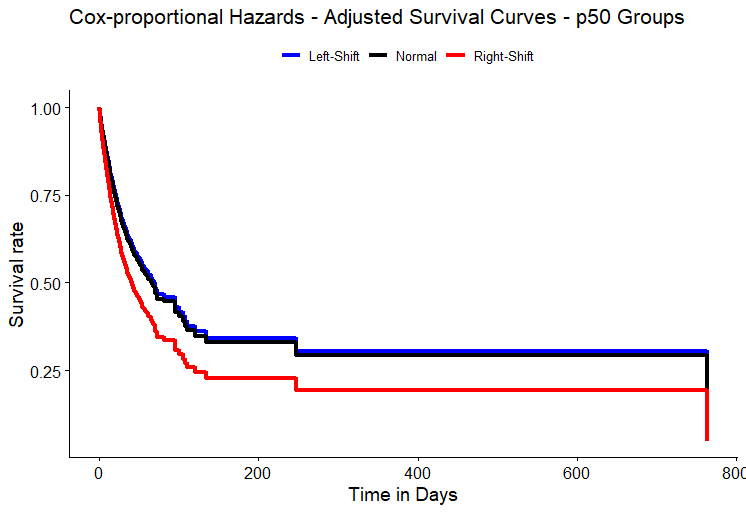 Cox-proportional Hazards - Adjusted Survival Curves - p50 Groups
Left-Shift Normal Right-Shift
1.00
0.75
0.50
0.25
Survival rate
0 200 400 600 800
Time in Days